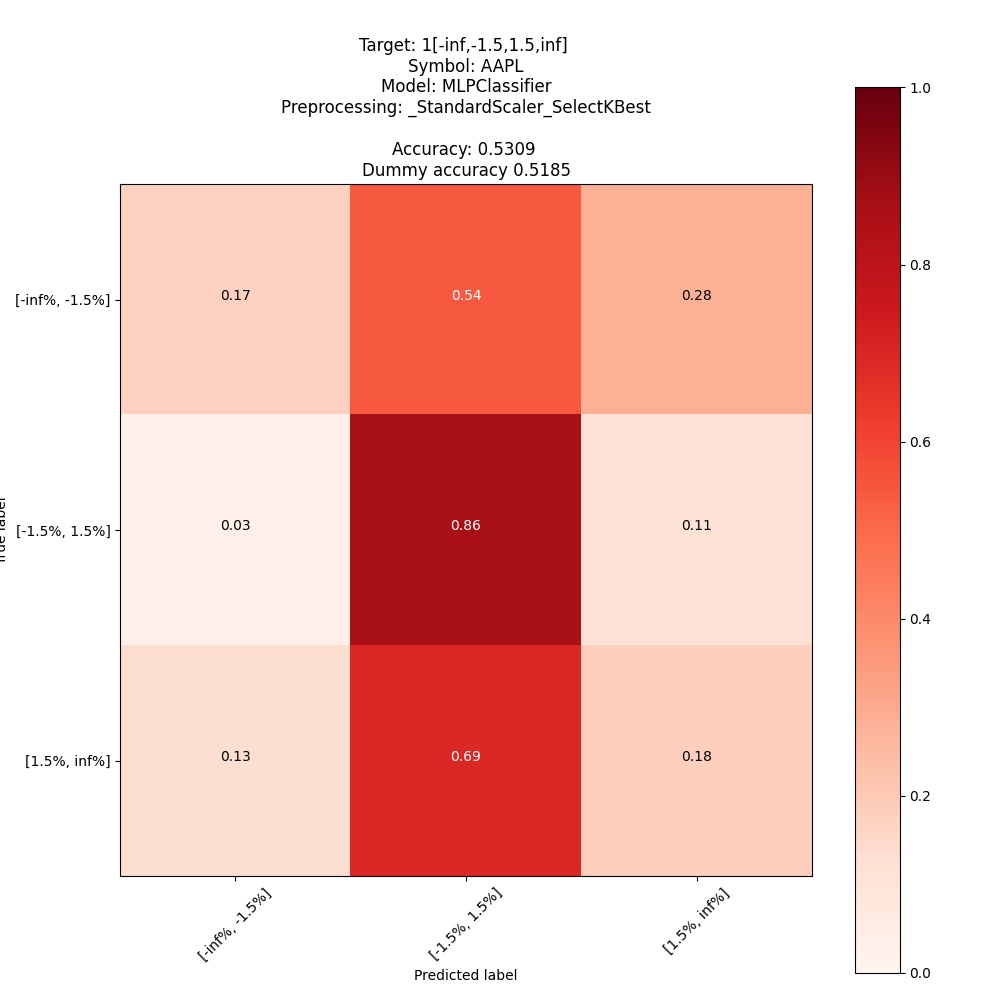 Target: 1[-inf,-1.5,1.5,inf]
Symbol: AAPL
Model: MLPClassifier
Preprocessing: _StandardScaler_SelectKBest
Accuracy: 0.5309
Dummy accuracy 0.5185
1.0
0.8
0.6
0.4
0.2
0.0
[-inf%, -1.5%]
0.17
0.54
0.28
[-1.5%, 1.5%]
0.03
0.86
0.11
[1.5%, inf%]
0.13
0.69
0.18
[-inf%, -1.5%]
[-1.5%, 1.5%]
[1.5%, inf%]
Predicted label